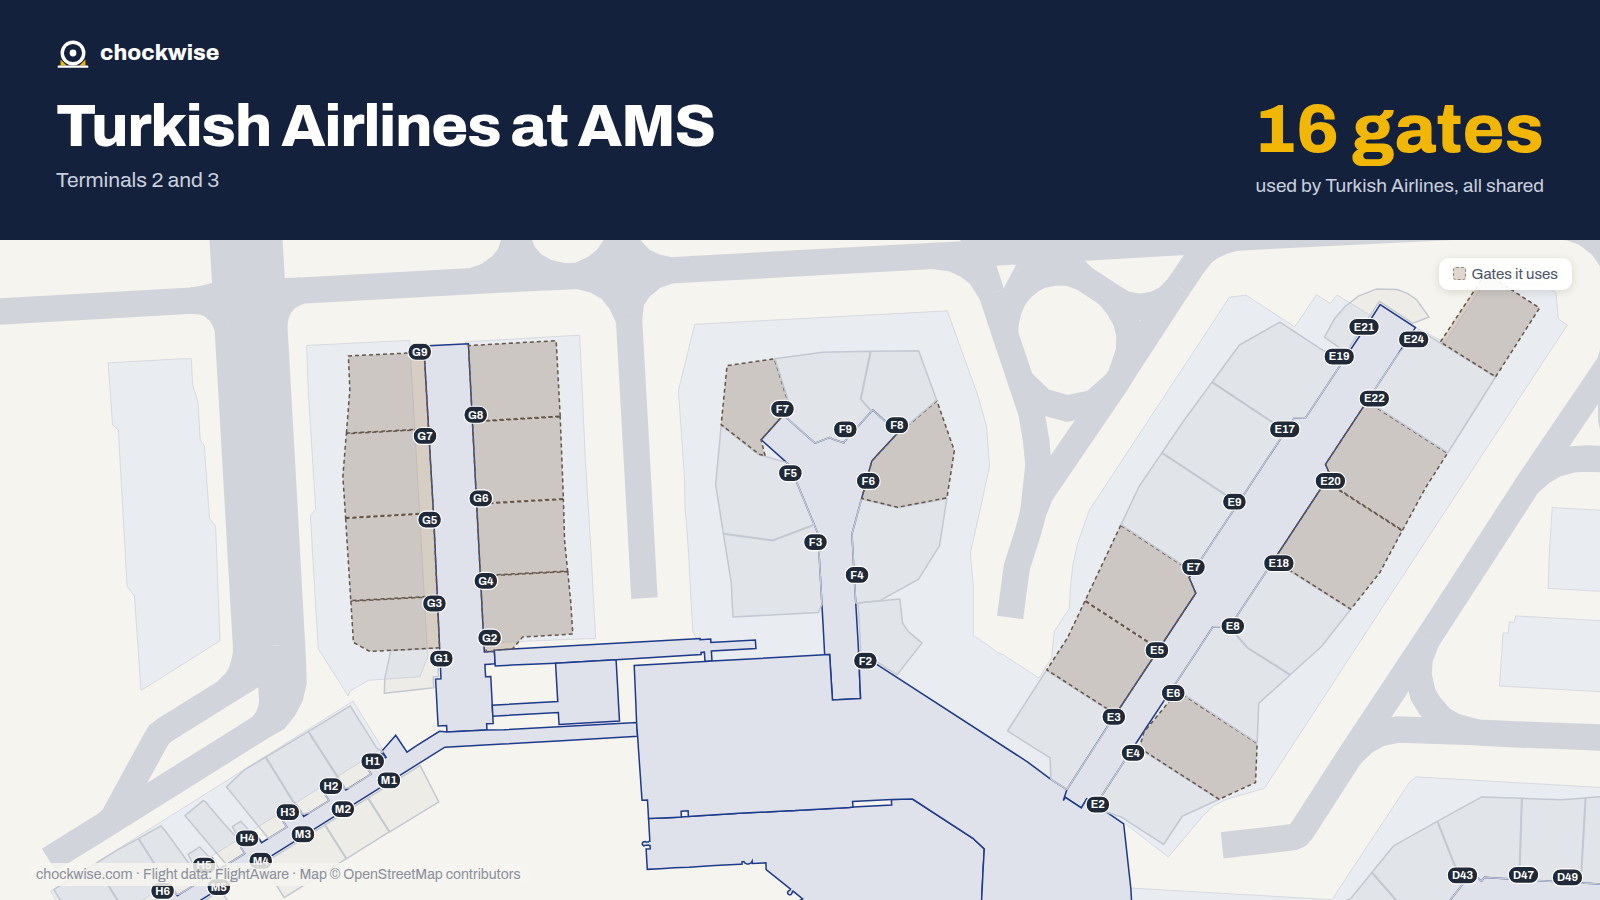 chockwise
Turkish Airlines at AMS
Terminals 2 and 3
16 gates
used by Turkish Airlines, all shared
Gates it uses
E21
E24
G9
E19
E22
F7
G8
F8
F9
E17
G7
F5
F6
E20
G6
E9
G5
F3
E18
E7
F4
G4
G3
E8
G2
E5
G1
F2
E6
E3
E4
H1
M1
H2
E2
M2
H3
M3
H4
M4
H5
chockwise.com · Flight data: FlightAware · Map © OpenStreetMap contributors
D43
D47
D49
M5
H6